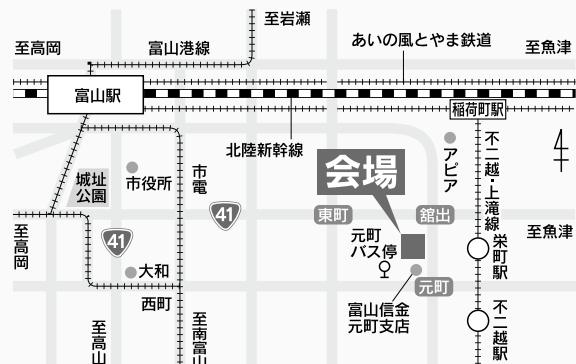 至岩瀬
至高岡
富山港線
あいの風とやま鉄道
至魚津
富山駅
稲荷町駅
北陸新幹線
不二越・上滝線
アピア
会場
市電
市役所
城址
公園
41
41
東町
舘出
至高岡
元町
バス停
至魚津
栄町駅
大和
元町
西町
富山信金
元町支店
不二越駅
至高山
至南富山